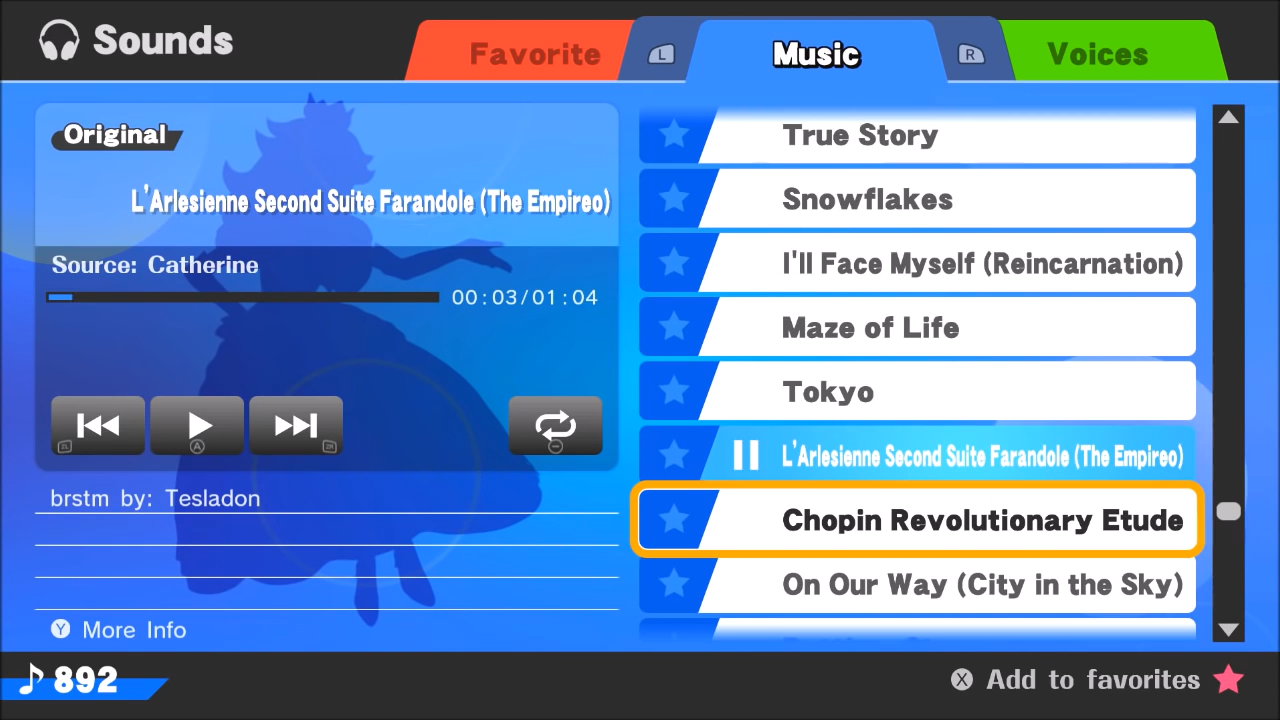 Sounds
Favorite
L
Music
R
Voices
Original
L'Arlesienne Second Suite Farandole (The Empireo)
Source: Catherine
00:03/01:04
ZL
A
ZR
brstm by: Tesladon
Y More Info
True Story
Snowflakes
I'll Face Myself (Reincarnation)
Maze of Life
Tokyo
L'Arlesienne Second Suite Farandole (The Empireo)
Chopin Revolutionary Etude
On Our Way (City in the Sky)
892
X Add to favorites